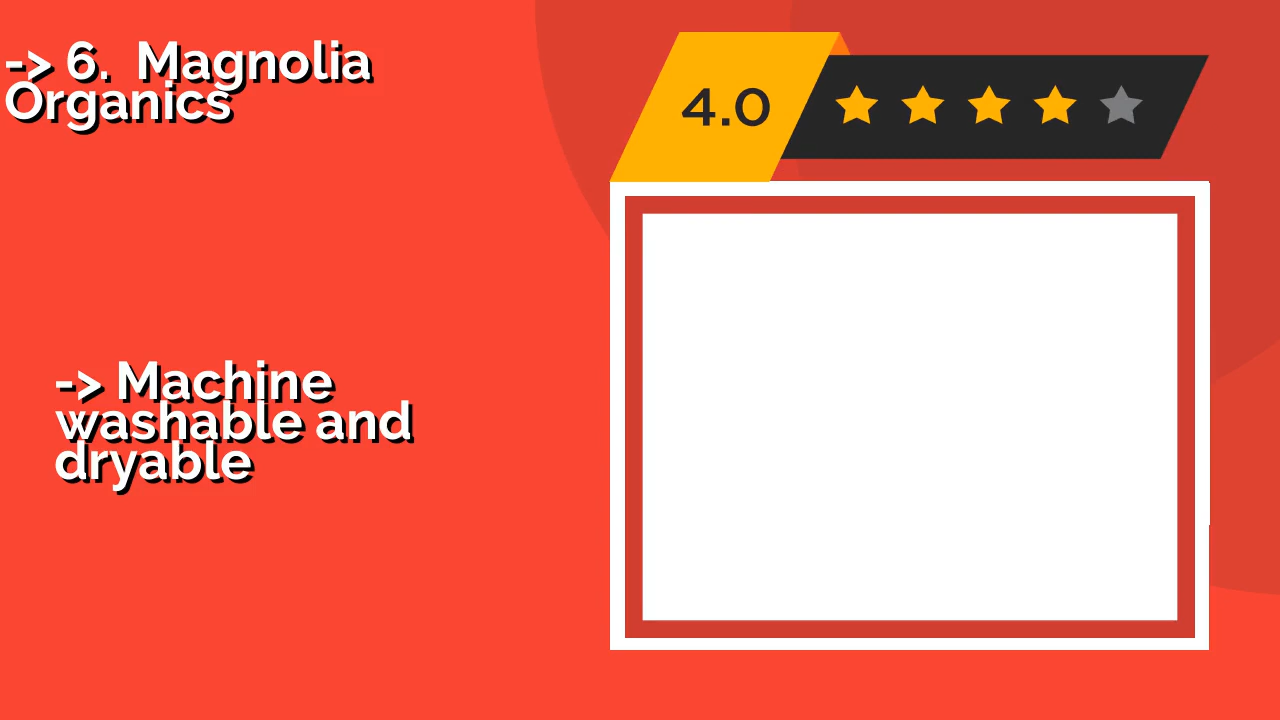 -> 6.  Magnolia
Organics
4.0
-> Machine
washable and
dryable